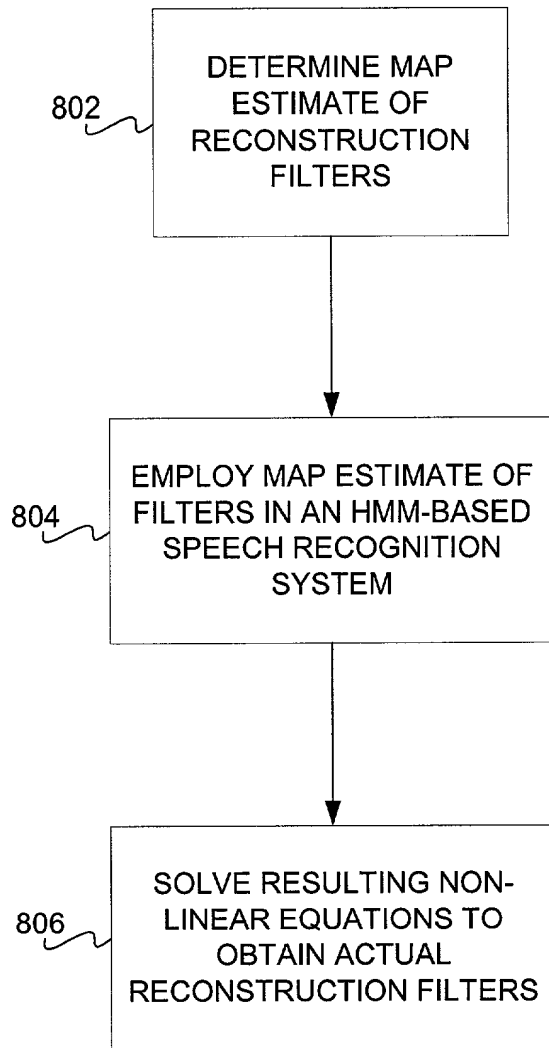 802
DETERMINE MAP
ESTIMATE OF
RECONSTRUCTION
FILTERS
804
EMPLOY MAP ESTIMATE OF
FILTERS IN AN HMM-BASED
SPEECH RECOGNITION
SYSTEM
806
SOLVE RESULTING NON-
LINEAR EQUATIONS TO
OBTAIN ACTUAL
RECONSTRUCTION FILTERS